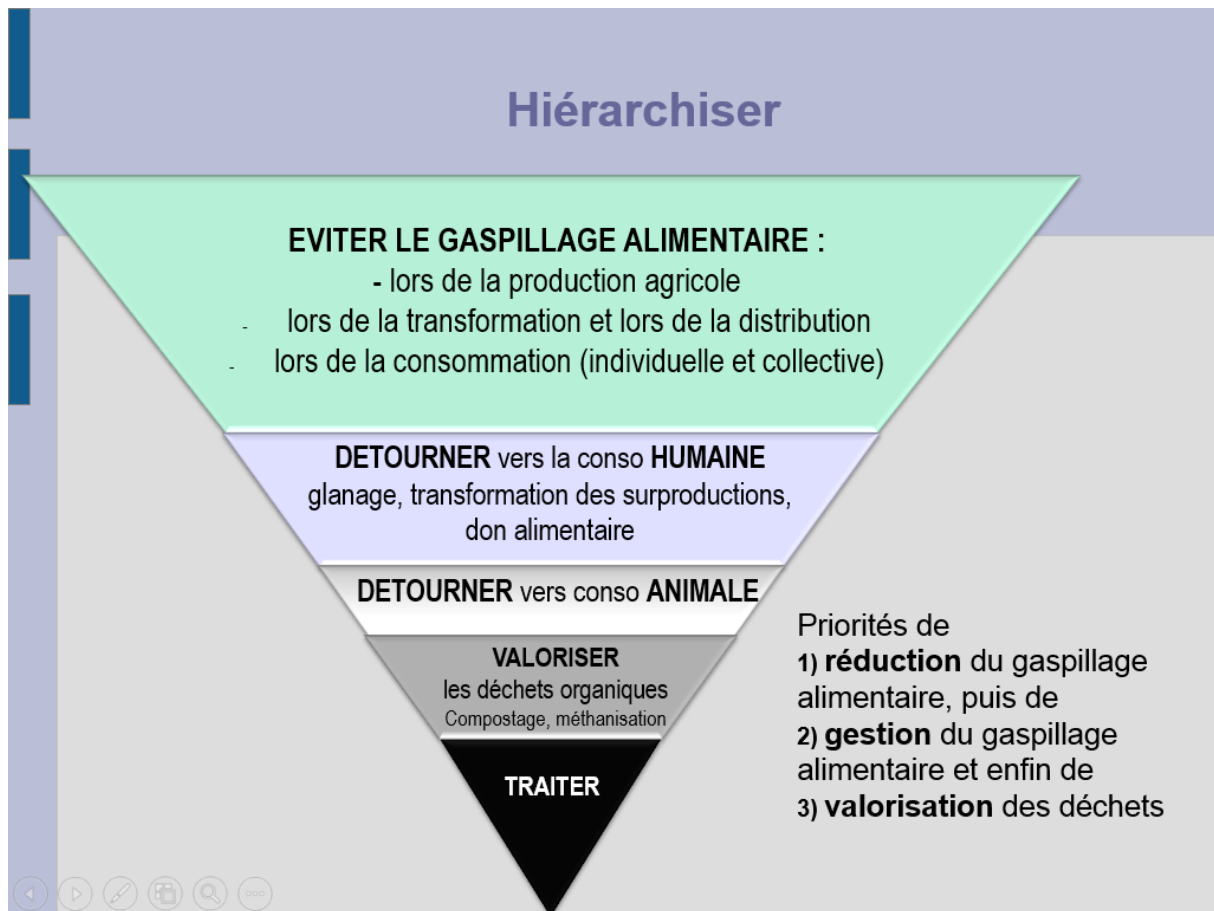 Hiérarchiser
EVITER LE GASPILLAGE ALIMENTAIRE :
- lors de la production agricole
- lors de la transformation et lors de la distribution
- lors de la consommation (individuelle et collective)
DETOURNER vers la conso HUMAINE
glanage, transformation des surproductions,
don alimentaire
DETOURNER vers conso ANIMALE
VALORISER
les déchets organiques
Compostage, méthanisation
TRAITER
Priorités de
1) réduction du gaspillage
alimentaire, puis de
2) gestion du gaspillage
alimentaire et enfin de
3) valorisation des déchets